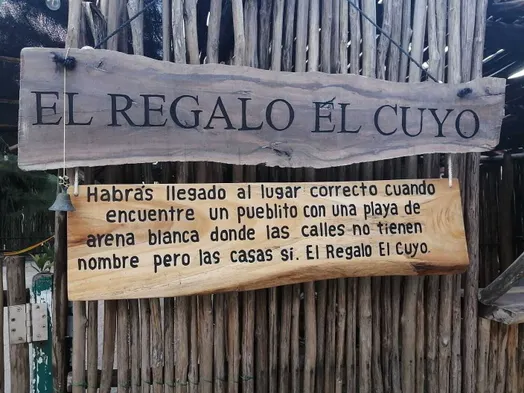 EL REGALO EL CUYO
Habrás llegado al lugar correcto cuando
encuentre un pueblito con una playa de
arena blanca donde las calles no tienen
nombre pero las casas sí. El Regalo El Cuyo.